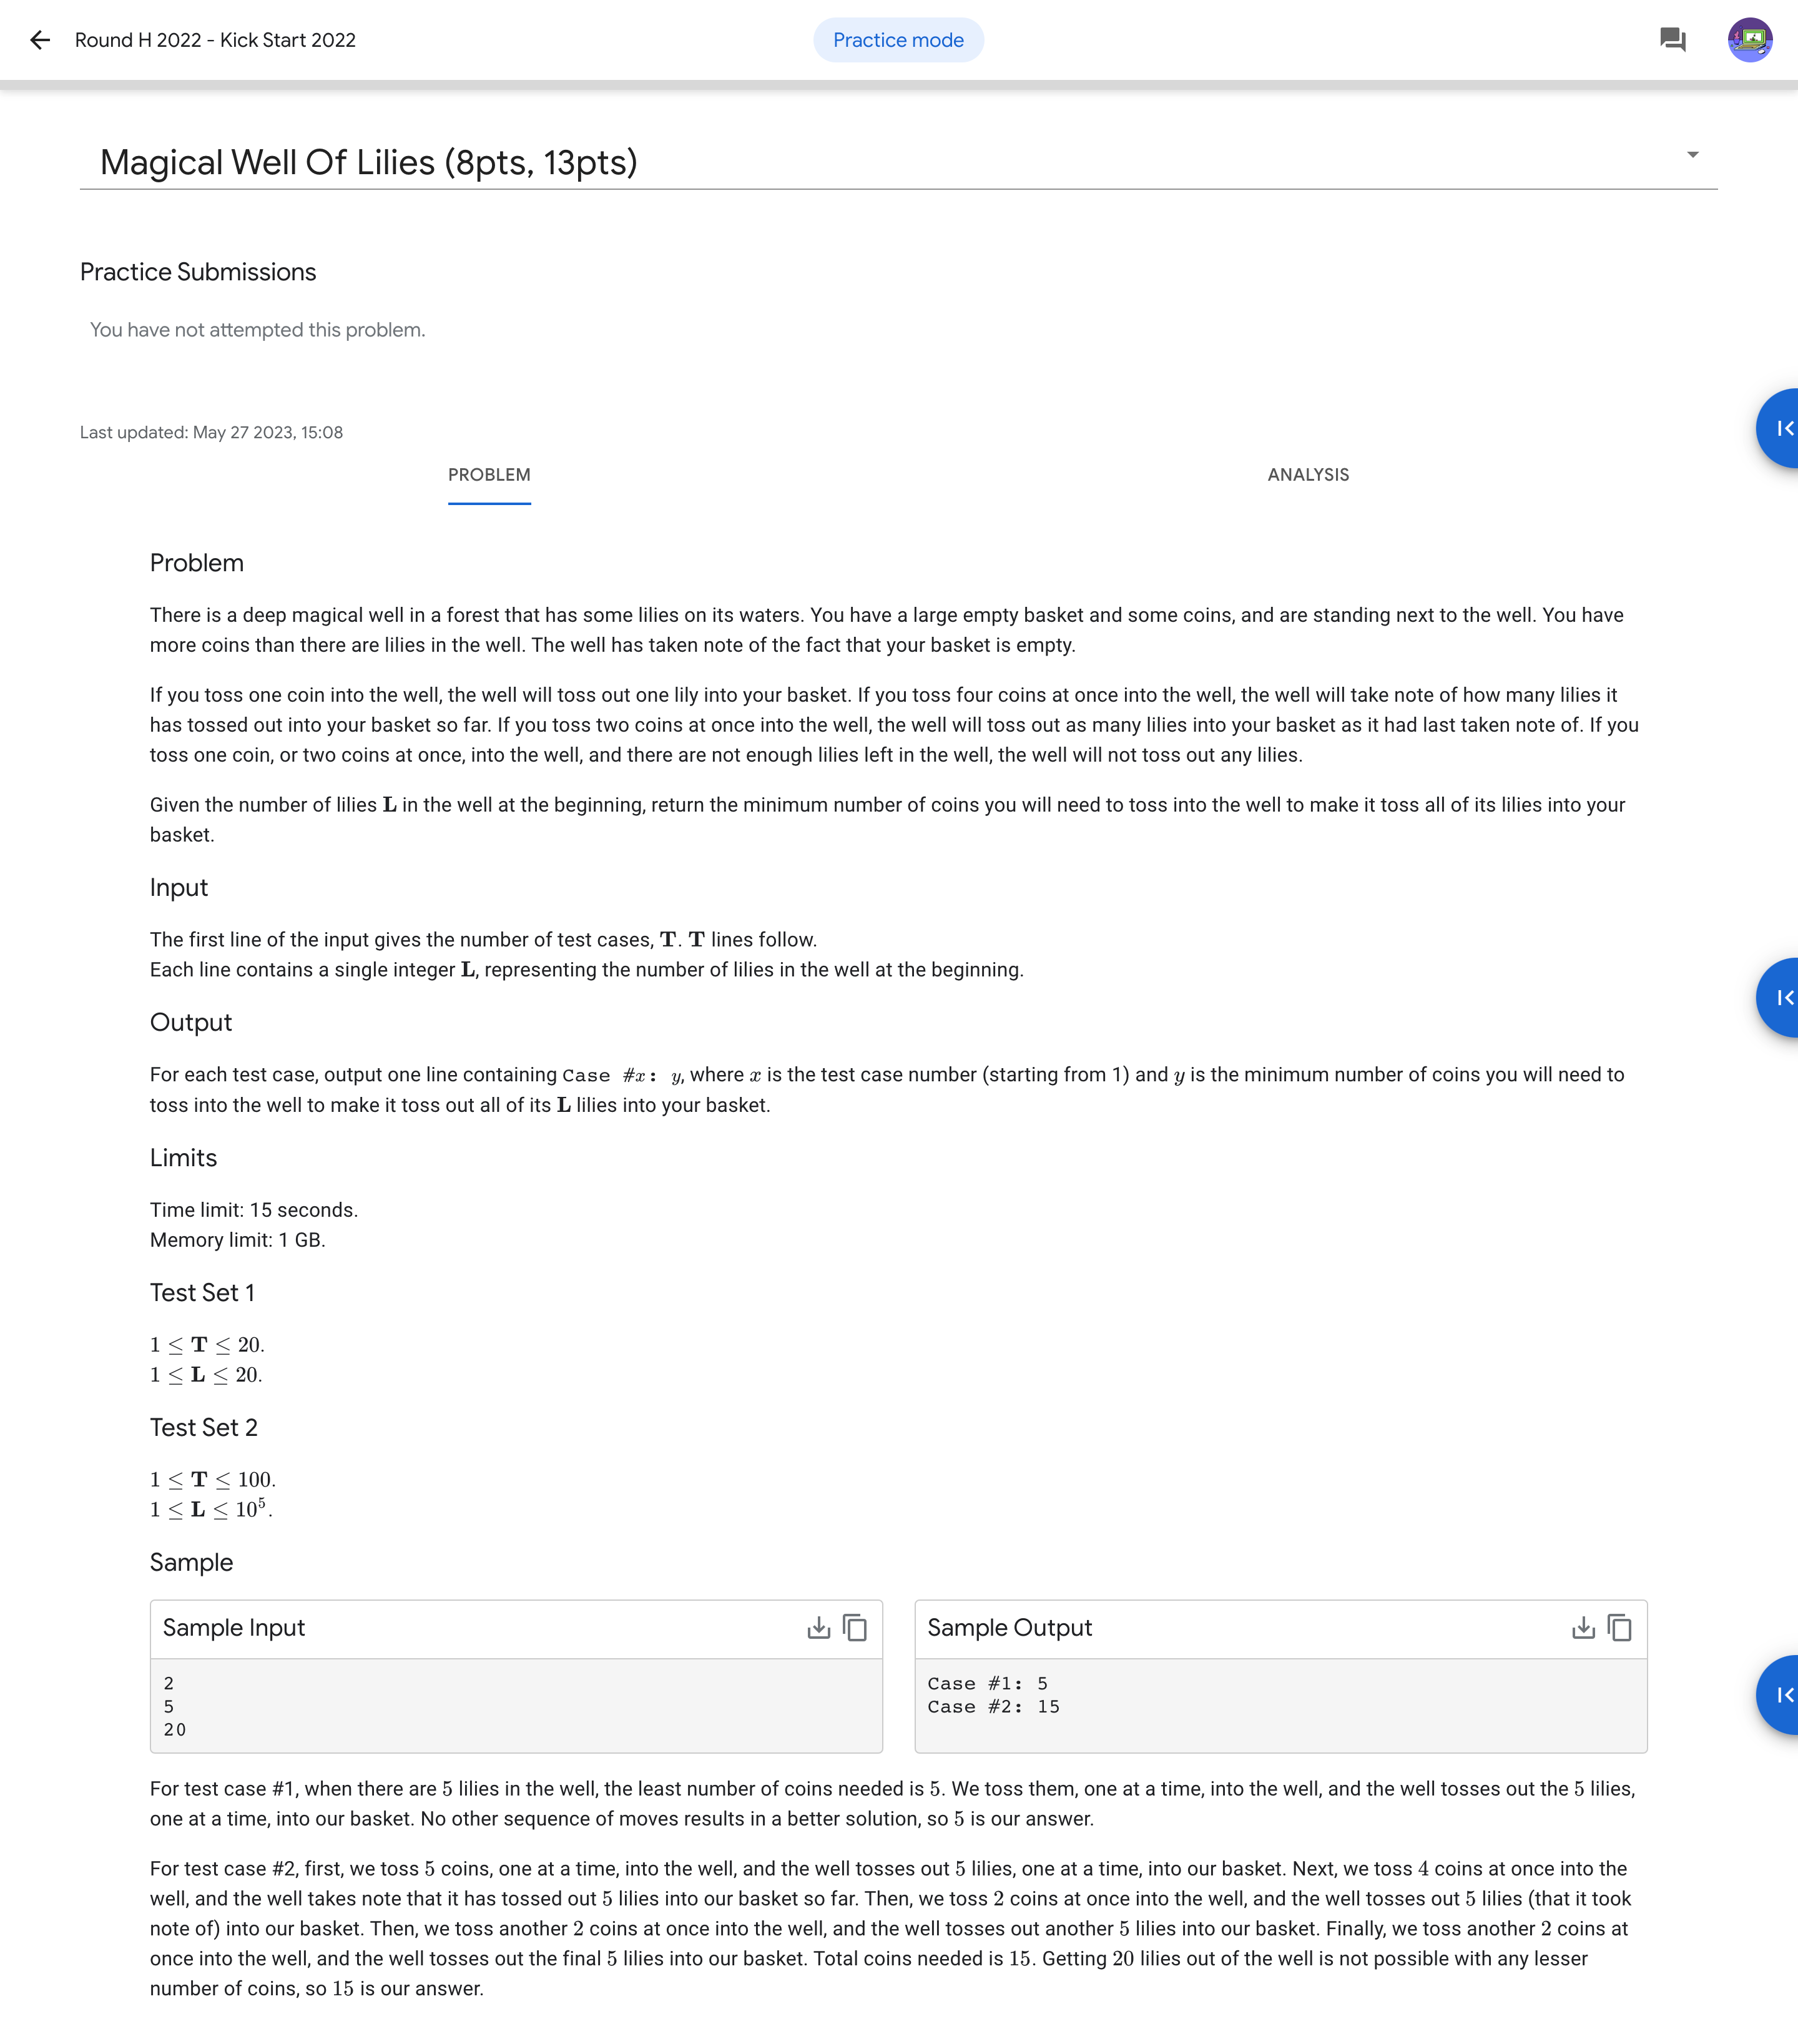 Round H 2022 - Kick Start 2022
Practice mode
Magical Well Of Lilies (8pts, 13pts)
Practice Submissions
You have not attempted this problem.
Last updated: May 27 2023, 15:08
PROBLEM
ANALYSIS
Problem
There is a deep magical well in a forest that has some lilies on its waters. You have a large empty basket and some coins, and are standing next to the well. You have
more coins than there are lilies in the well. The well has taken note of the fact that your basket is empty.
If you toss one coin into the well, the well will toss out one lily into your basket. If you toss four coins at once into the well, the well will take note of how many lilies it
has tossed out into your basket so far. If you toss two coins at once into the well, the well will toss out as many lilies into your basket as it had last taken note of. If you
toss one coin, or two coins at once, into the well, and there are not enough lilies left in the well, the well will not toss out any lilies.
Given the number of lilies L in the well at the beginning, return the minimum number of coins you will need to toss into the well to make it toss all of its lilies into your
basket.
Input
The first line of the input gives the number of test cases, T. T lines follow.
Each line contains a single integer L, representing the number of lilies in the well at the beginning.
Output
For each test case, output one line containing Case #x: y, where x is the test case number (starting from 1) and y is the minimum number of coins you will need to
toss into the well to make it toss out all of its L lilies into your basket.
Limits
Time limit: 15 seconds.
Memory limit: 1 GB.
Test Set 1
1 ≤ T ≤ 20.
1 ≤ L ≤ 20.
Test Set 2
1 ≤ T ≤ 100.
1 ≤ L ≤ 10⁵.
Sample
Sample Input
2
5
20
Sample Output
Case #1: 5
Case #2: 15
For test case #1, when there are 5 lilies in the well, the least number of coins needed is 5. We toss them, one at a time, into the well, and the well tosses out the 5 lilies,
one at a time, into our basket. No other sequence of moves results in a better solution, so 5 is our answer.
For test case #2, first, we toss 5 coins, one at a time, into the well, and the well tosses out 5 lilies, one at a time, into our basket. Next, we toss 4 coins at once into the
well, and the well takes note that it has tossed out 5 lilies into our basket so far. Then, we toss 2 coins at once into the well, and the well tosses out 5 lilies (that it took
note of) into our basket. Then, we toss another 2 coins at once into the well, and the well tosses out another 5 lilies into our basket. Finally, we toss another 2 coins at
once into the well, and the well tosses out the final 5 lilies into our basket. Total coins needed is 15. Getting 20 lilies out of the well is not possible with any lesser
number of coins, so 15 is our answer.